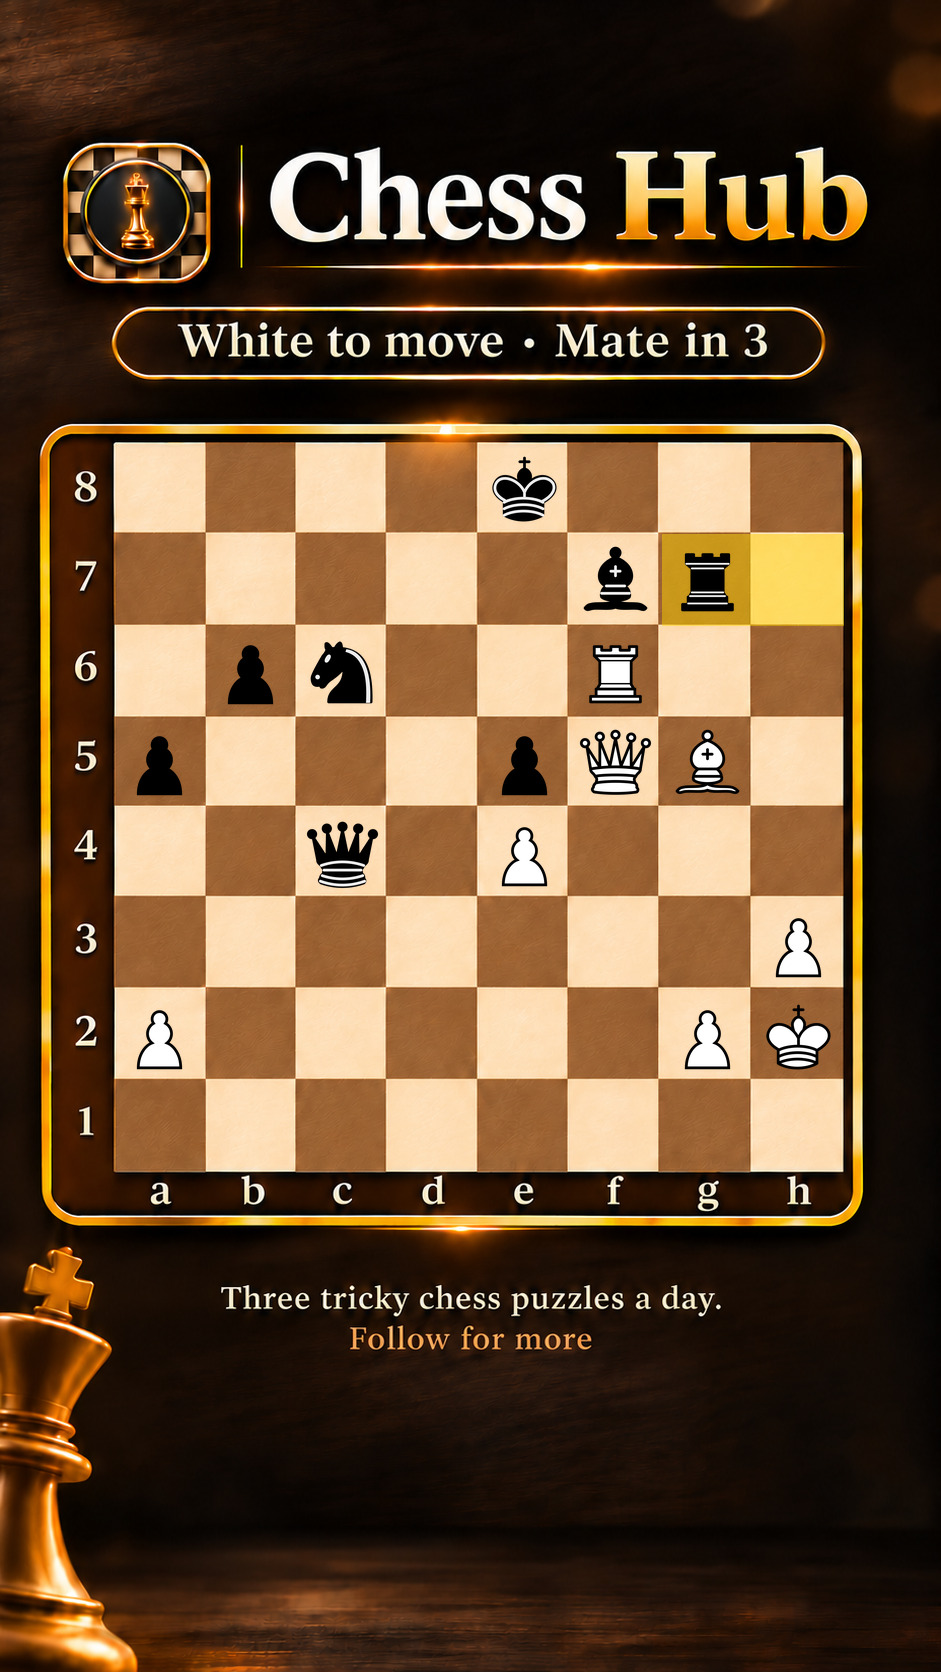 Chess Hub
White to move • Mate in 3
8
7
6
5
4
3
2
1
a b c d e f g h
Three tricky chess puzzles a day.
Follow for more